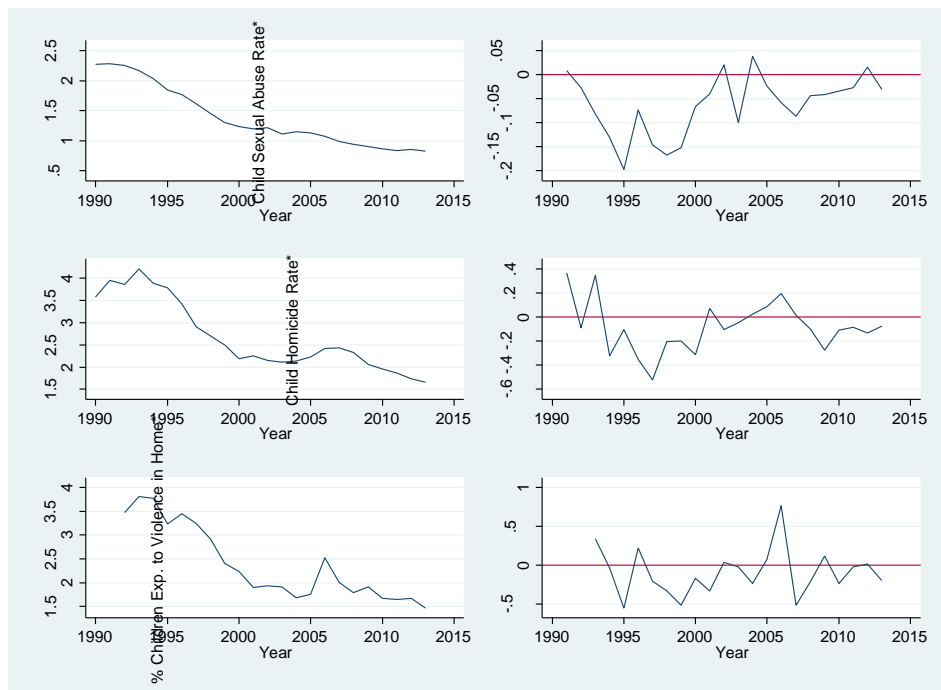 Child Sexual Abuse Rate*
2.5
2
1.5
1
.5
1990 1995 2000 2005 2010 2015
Year
.05
0
-.05
-.1
-.15
-.2
1990 1995 2000 2005 2010 2015
Year
Child Homicide Rate*
4
3.5
3
2.5
2
1.5
1990 1995 2000 2005 2010 2015
Year
.4
.2
0
-.2
-.4
-.6
1990 1995 2000 2005 2010 2015
Year
% Children Exp. to Violence in Home*
4
3.5
3
2.5
2
1.5
1990 1995 2000 2005 2010 2015
Year
1
.5
0
-.5
1990 1995 2000 2005 2010 2015
Year